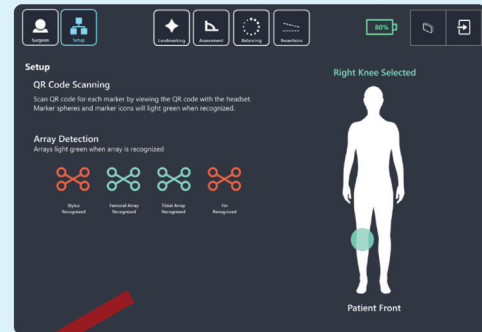 Surgeon
Setup
Landmarking
Assessment
Balancing
Resections
80%
Setup
QR Code Scanning
Scan QR code for each marker by viewing the QR code with the headset.
Marker spheres and marker icons will light green when recognized.
Array Detection
Arrays light green when array is recognized
Stylus
Recognized
Femoral Array
Recognized
Tibial Array
Recognized
Fin
Recognized
Right Knee Selected
Patient Front